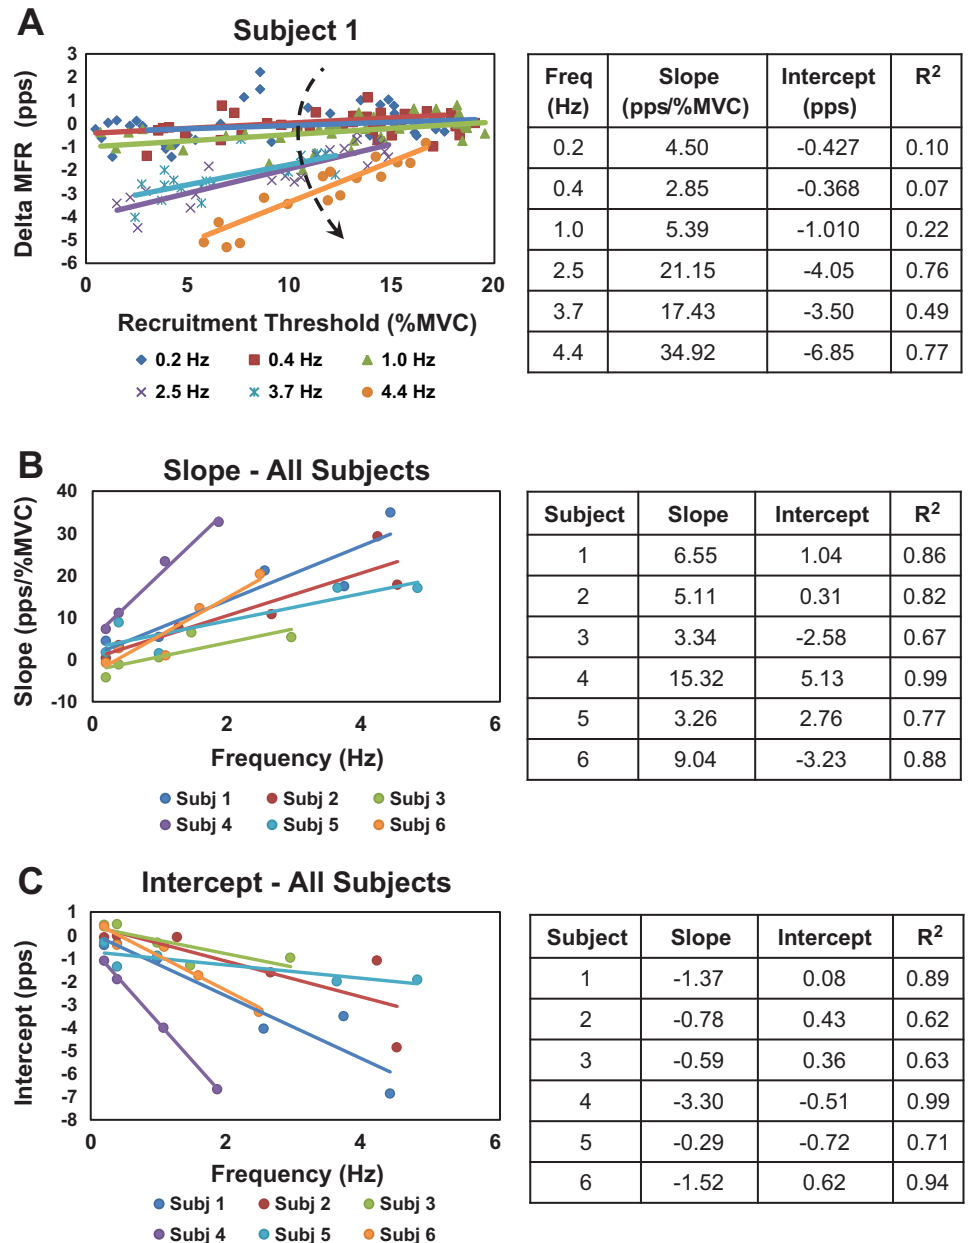 A
Subject 1
Delta MFR (pps)
3
2
1
0
-1
-2
-3
-4
-5
-6
0 5 10 15 20
Recruitment Threshold (%MVC)
0.2 Hz 0.4 Hz 1.0 Hz
2.5 Hz 3.7 Hz 4.4 Hz
Freq (Hz) Slope (pps/%MVC) Intercept (pps) R²
0.2 4.50 -0.427 0.10
0.4 2.85 -0.368 0.07
1.0 5.39 -1.010 0.22
2.5 21.15 -4.05 0.76
3.7 17.43 -3.50 0.49
4.4 34.92 -6.85 0.77
B
Slope - All Subjects
Slope (pps/%MVC)
40
30
20
10
0
-10
0 2 4 6
Frequency (Hz)
Subj 1 Subj 2 Subj 3
Subj 4 Subj 5 Subj 6
Subject Slope Intercept R²
1 6.55 1.04 0.86
2 5.11 0.31 0.82
3 3.34 -2.58 0.67
4 15.32 5.13 0.99
5 3.26 2.76 0.77
6 9.04 -3.23 0.88
C
Intercept - All Subjects
Intercept (pps)
1
0
-1
-2
-3
-4
-5
-6
-7
-8
0 2 4 6
Frequency (Hz)
Subj 1 Subj 2 Subj 3
Subj 4 Subj 5 Subj 6
Subject Slope Intercept R²
1 -1.37 0.08 0.89
2 -0.78 0.43 0.62
3 -0.59 0.36 0.63
4 -3.30 -0.51 0.99
5 -0.29 -0.72 0.71
6 -1.52 0.62 0.94